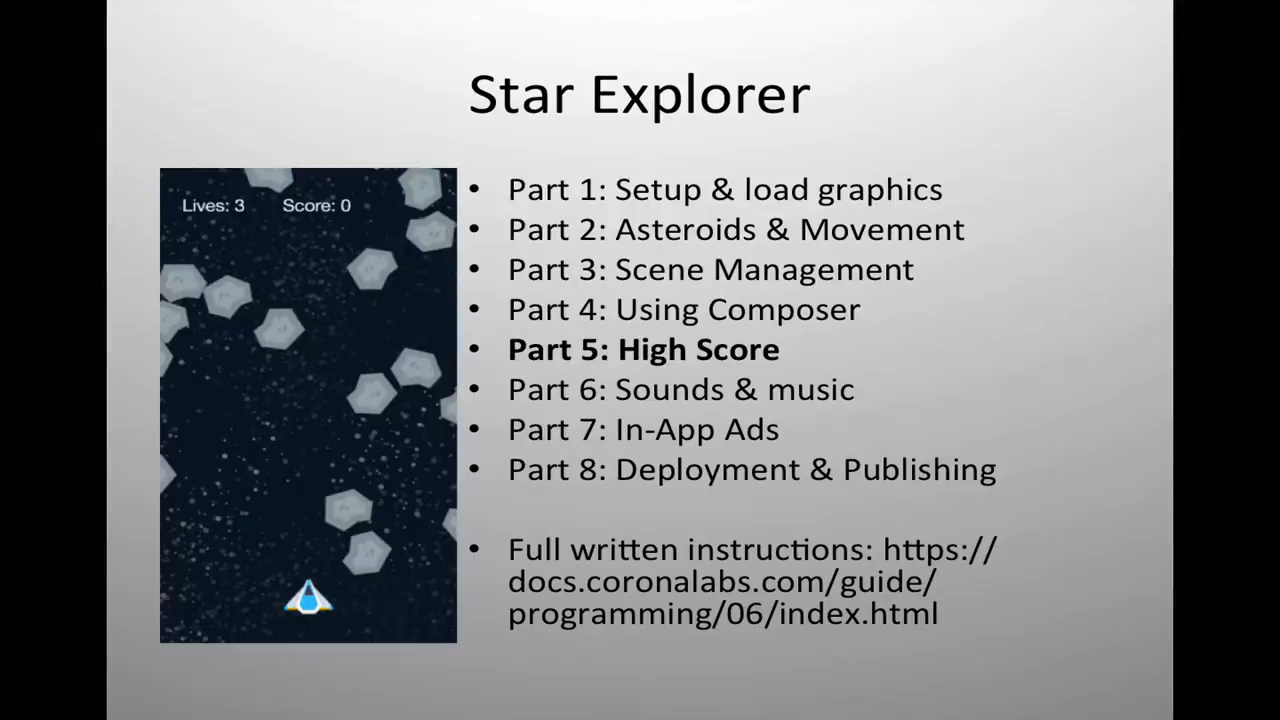 Star Explorer
Lives: 3 Score: 0
• Part 1: Setup & load graphics
• Part 2: Asteroids & Movement
• Part 3: Scene Management
• Part 4: Using Composer
• Part 5: High Score
• Part 6: Sounds & music
• Part 7: In-App Ads
• Part 8: Deployment & Publishing
• Full written instructions: https://
docs.coronalabs.com/guide/
programming/06/index.html